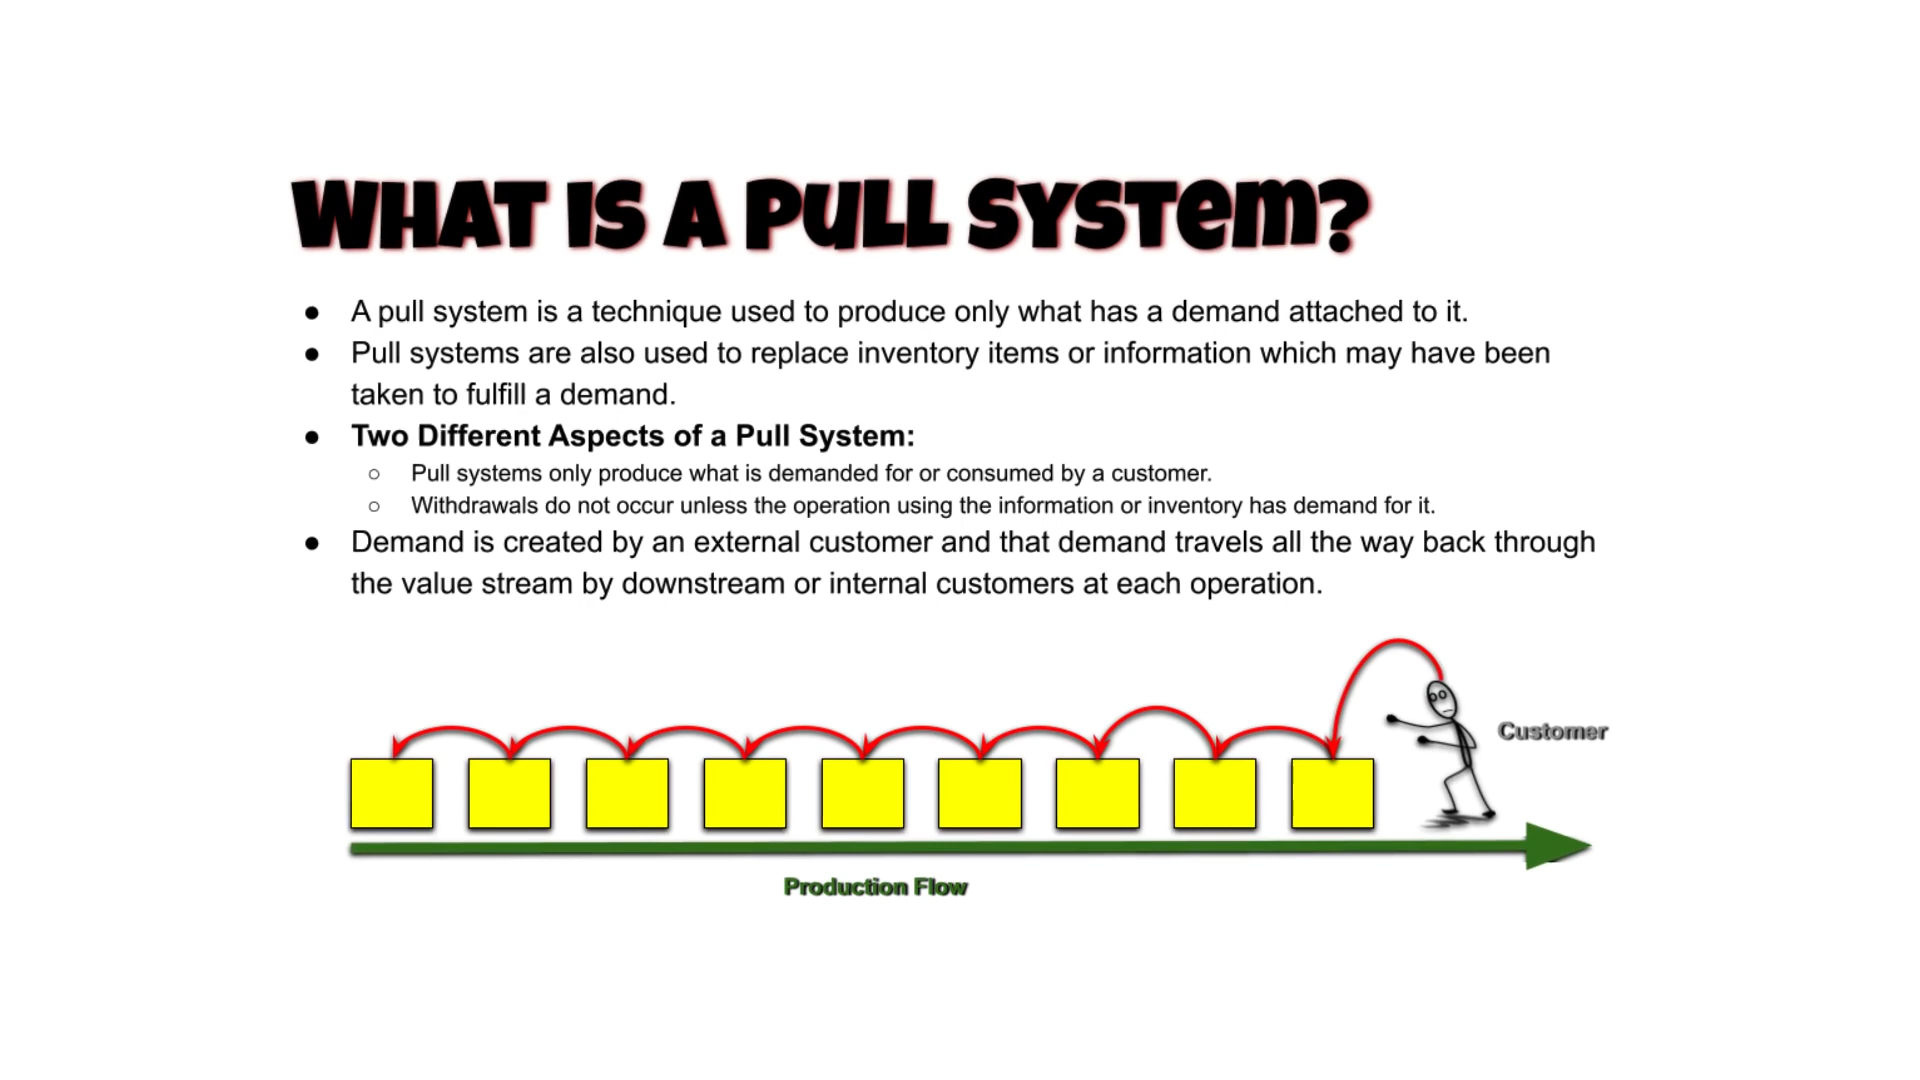 WHAT IS A PULL SYSTEM?
● A pull system is a technique used to produce only what has a demand attached to it.
● Pull systems are also used to replace inventory items or information which may have been
taken to fulfill a demand.
● Two Different Aspects of a Pull System:
○ Pull systems only produce what is demanded for or consumed by a customer.
○ Withdrawals do not occur unless the operation using the information or inventory has demand for it.
● Demand is created by an external customer and that demand travels all the way back through
the value stream by downstream or internal customers at each operation.
Customer
Production Flow